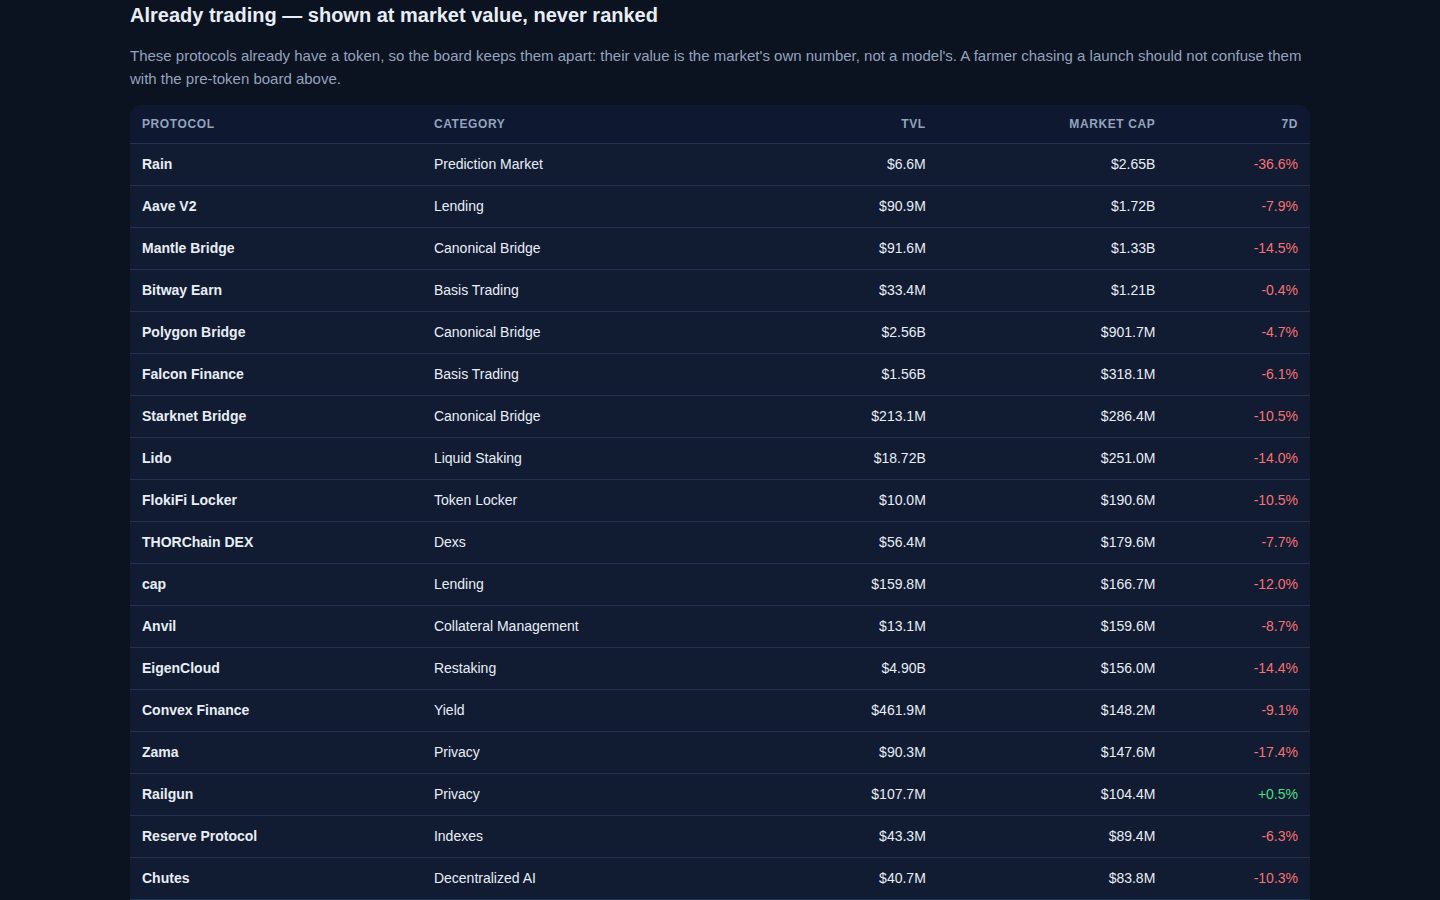 Already trading — shown at market value, never ranked
These protocols already have a token, so the board keeps them apart: their value is the market's own number, not a model's. A farmer chasing a launch should not confuse them
with the pre-token board above.
PROTOCOL CATEGORY TVL MARKET CAP 7D
Rain Prediction Market $6.6M $2.65B -36.6%
Aave V2 Lending $90.9M $1.72B -7.9%
Mantle Bridge Canonical Bridge $91.6M $1.33B -14.5%
Bitway Earn Basis Trading $33.4M $1.21B -0.4%
Polygon Bridge Canonical Bridge $2.56B $901.7M -4.7%
Falcon Finance Basis Trading $1.56B $318.1M -6.1%
Starknet Bridge Canonical Bridge $213.1M $286.4M -10.5%
Lido Liquid Staking $18.72B $251.0M -14.0%
FlokiFi Locker Token Locker $10.0M $190.6M -10.5%
THORChain DEX Dexs $56.4M $179.6M -7.7%
cap Lending $159.8M $166.7M -12.0%
Anvil Collateral Management $13.1M $159.6M -8.7%
EigenCloud Restaking $4.90B $156.0M -14.4%
Convex Finance Yield $461.9M $148.2M -9.1%
Zama Privacy $90.3M $147.6M -17.4%
Railgun Privacy $107.7M $104.4M +0.5%
Reserve Protocol Indexes $43.3M $89.4M -6.3%
Chutes Decentralized AI $40.7M $83.8M -10.3%